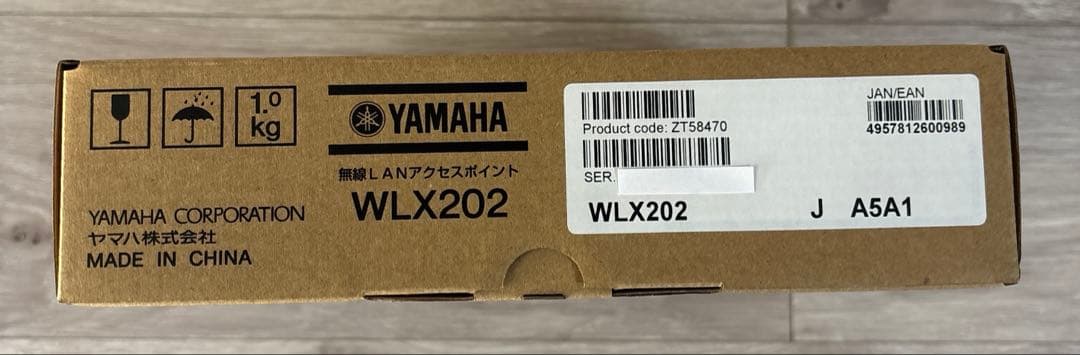 1.0
kg
YAMAHA
無線LANアクセスポイント
WLX202
YAMAHA CORPORATION
ヤマハ株式会社
MADE IN CHINA
Product code: ZT58470
SER.
WLX202 J A5A1
JAN/EAN
4957812600989